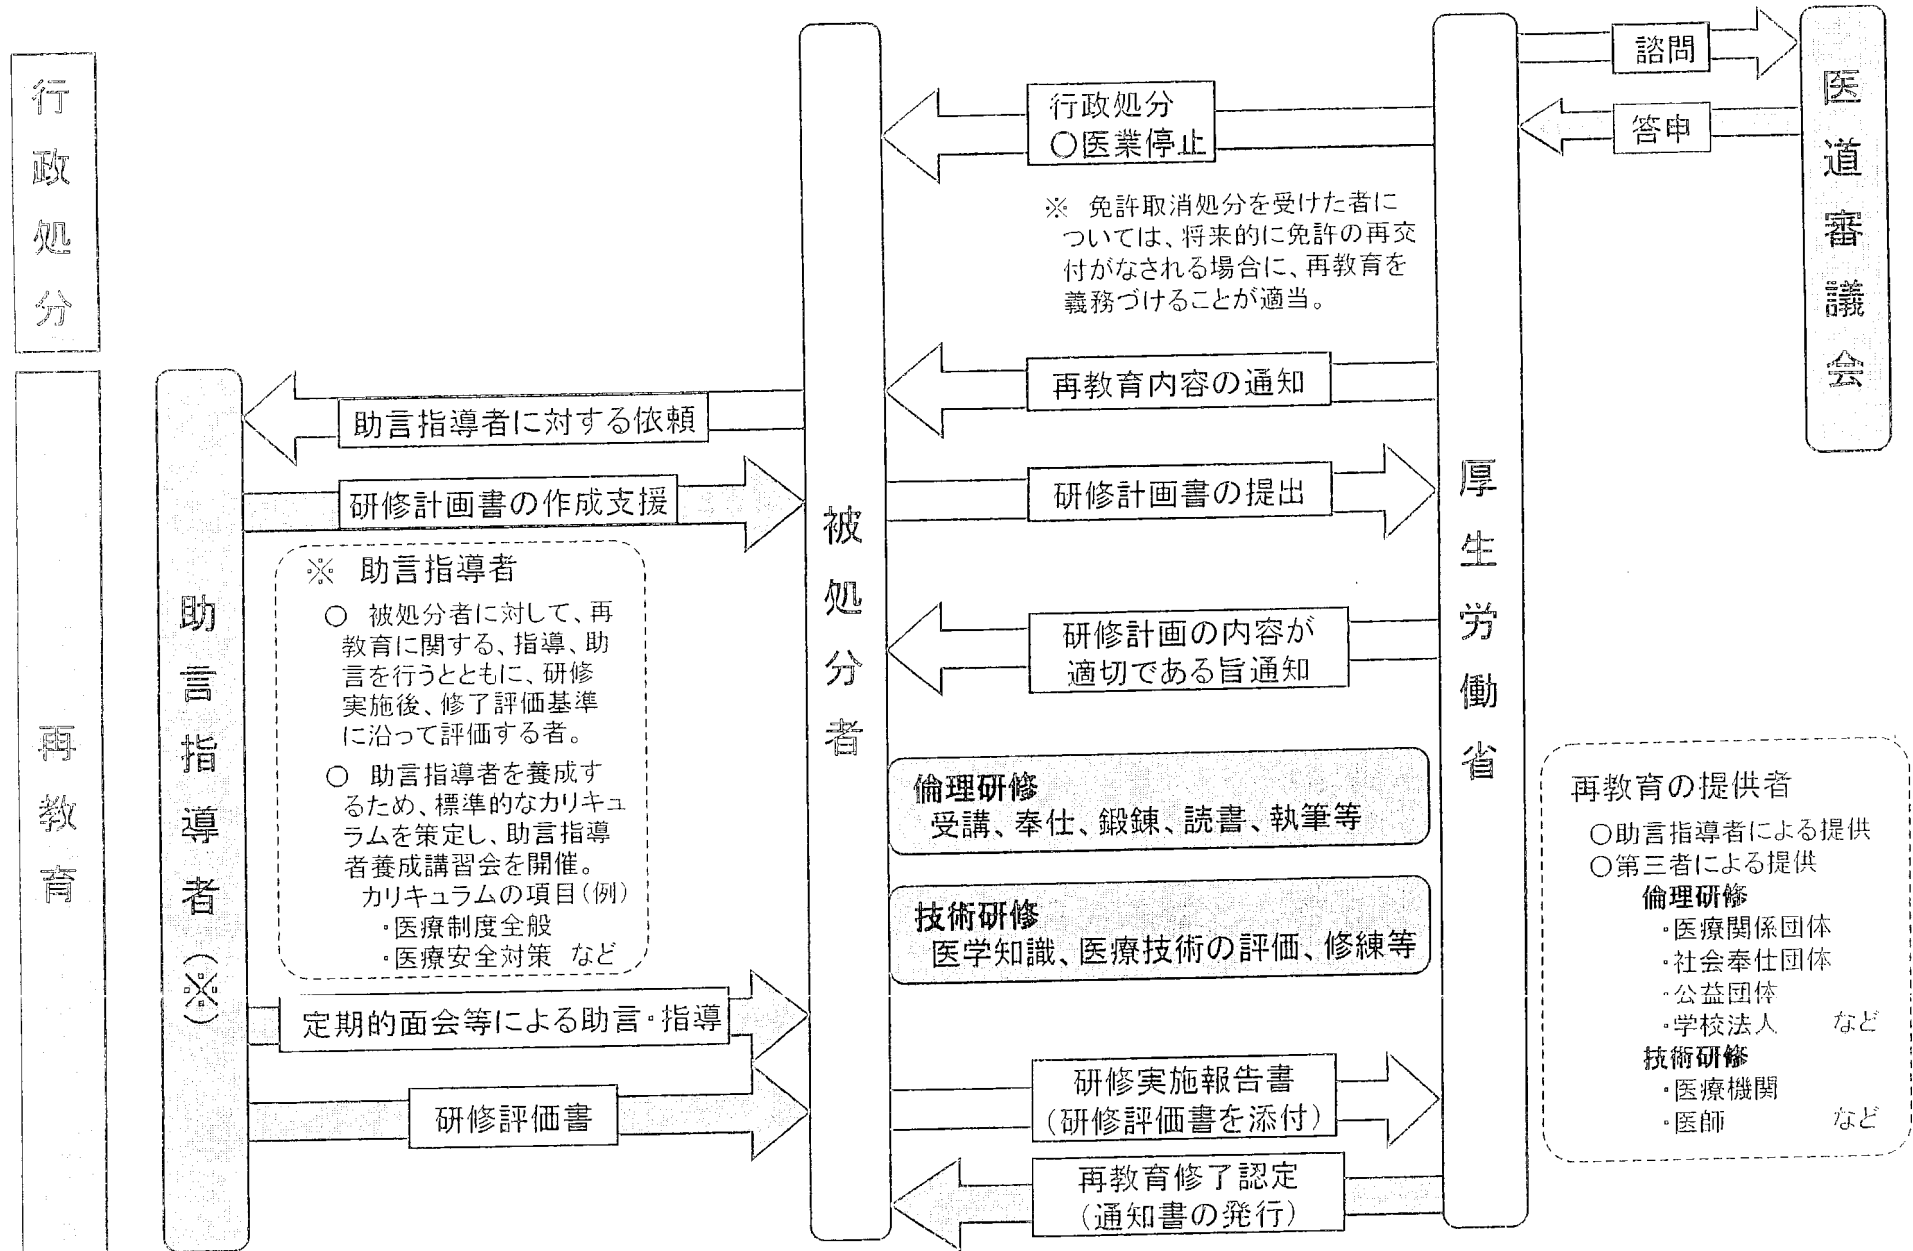 行政処分
再教育
助言指導者(※)
被処分者
厚生労働省
医道審議会
諮問
答申
行政処分
○医業停止
※ 免許取消処分を受けた者に
ついては、将来的に免許の再交
付がなされる場合に、再教育を
義務づけることが適当。
再教育内容の通知
助言指導者に対する依頼
研修計画書の作成支援
研修計画書の提出
※ 助言指導者
○ 被処分者に対して、再
教育に関する、指導、助
言を行うとともに、研修
実施後、修了評価基準
に沿って評価する者。
○ 助言指導者を養成す
るため、標準的なカリキュ
ラムを策定し、助言指導
者養成講習会を開催。
カリキュラムの項目(例)
・医療制度全般
・医療安全対策 など
研修計画の内容が
適切である旨通知
倫理研修
受講、奉仕、鍛錬、読書、執筆等
技術研修
医学知識、医療技術の評価、修練等
再教育の提供者
○助言指導者による提供
○第三者による提供
倫理研修
・医療関係団体
・社会奉仕団体
・公益団体
・学校法人 など
技術研修
・医療機関
・医師 など
定期的面会等による助言・指導
研修評価書
研修実施報告書
(研修評価書を添付)
再教育修了認定
(通知書の発行)